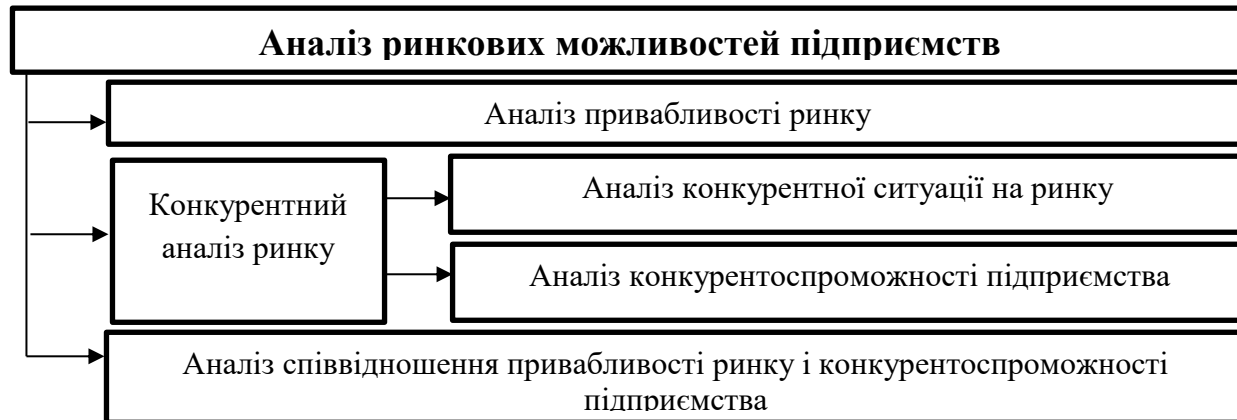 Аналіз ринкових можливостей підприємств
Аналіз привабливості ринку
Конкурентний
аналіз ринку
Аналіз конкурентної ситуації на ринку
Аналіз конкурентоспроможності підприємства
Аналіз співвідношення привабливості ринку і конкурентоспроможності
підприємства